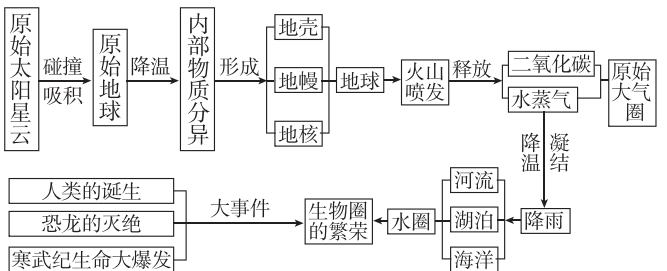 原始太阳星云
碰撞
吸积
原始地球
降温
内部物质分异
形成
地壳
地幔
地核
地球
火山
喷发
释放
二氧化碳
水蒸气
原始
大气
圈
降温
凝结
降雨
河流
湖泊
海洋
水圈
生物圈
的繁荣
大事件
人类的诞生
恐龙的灭绝
寒武纪生命大爆发